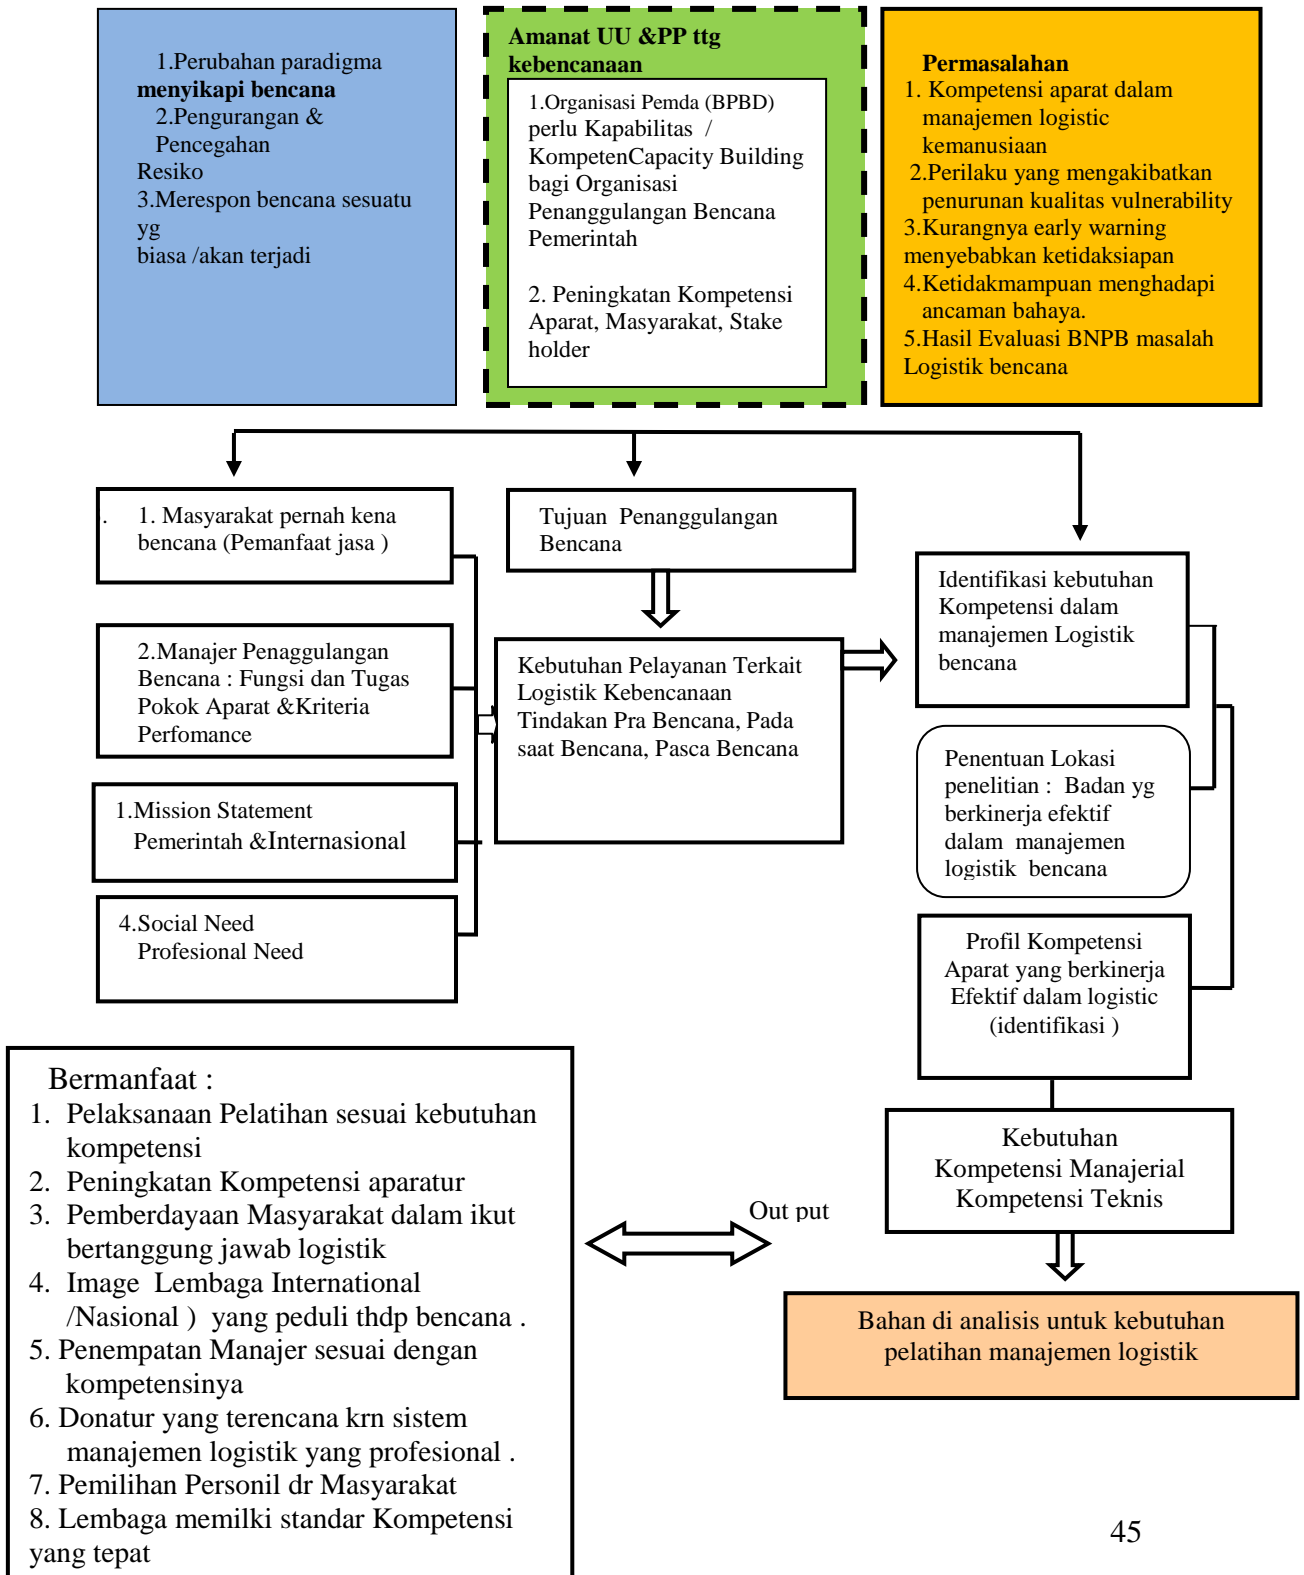 1.Perubahan paradigma
menyikapi bencana
2.Pengurangan &
Pencegahan
Resiko
3.Merespon bencana sesuatu
yg
biasa /akan terjadi
Amanat UU &PP ttg
kebencanaan
1.Organisasi Pemda (BPBD)
perlu Kapabilitas /
KompetenCapacity Building
bagi Organisasi
Penanggulangan Bencana
Pemerintah
2. Peningkatan Kompetensi
Aparat, Masyarakat, Stake
holder
Permasalahan
1. Kompetensi aparat dalam
manajemen logistic
kemanusiaan
2.Perilaku yang mengakibatkan
penurunan kualitas vulnerability
3.Kurangnya early warning
menyebabkan ketidaksiapan
4.Ketidakmampuan menghadapi
ancaman bahaya.
5.Hasil Evaluasi BNPB masalah
Logistik bencana
1. Masyarakat pernah kena
bencana (Pemanfaat jasa )
2.Manajer Penaggulangan
Bencana : Fungsi dan Tugas
Pokok Aparat &Kriteria
Perfomance
1.Mission Statement
Pemerintah &Internasional
4.Social Need
Profesional Need
Tujuan Penanggulangan
Bencana
Kebutuhan Pelayanan Terkait
Logistik Kebencanaan
Tindakan Pra Bencana, Pada
saat Bencana, Pasca Bencana
Identifikasi kebutuhan
Kompetensi dalam
manajemen Logistik
bencana
Penentuan Lokasi
penelitian : Badan yg
berkinerja efektif
dalam manajemen
logistik bencana
Profil Kompetensi
Aparat yang berkinerja
Efektif dalam logistic
(identifikasi )
Kebutuhan
Kompetensi Manajerial
Kompetensi Teknis
Out put
Bahan di analisis untuk kebutuhan
pelatihan manajemen logistik
Bermanfaat :
1. Pelaksanaan Pelatihan sesuai kebutuhan
kompetensi
2. Peningkatan Kompetensi aparatur
3. Pemberdayaan Masyarakat dalam ikut
bertanggung jawab logistik
4. Image Lembaga International
/Nasional ) yang peduli thdp bencana .
5. Penempatan Manajer sesuai dengan
kompetensinya
6. Donatur yang terencana krn sistem
manajemen logistik yang profesional .
7. Pemilihan Personil dr Masyarakat
8. Lembaga memilki standar Kompetensi
yang tepat
45